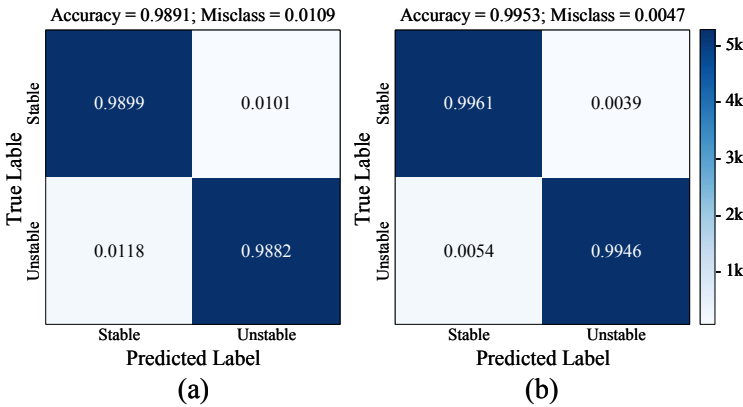 Accuracy = 0.9891; Misclass = 0.0109
True Lable
Stable
Unstable
0.9899
0.0101
0.0118
0.9882
Stable
Unstable
Predicted Label
(a)
Accuracy = 0.9953; Misclass = 0.0047
True Lable
Stable
Unstable
0.9961
0.0039
0.0054
0.9946
Stable
Unstable
Predicted Label
(b)
5k
4k
3k
2k
1k